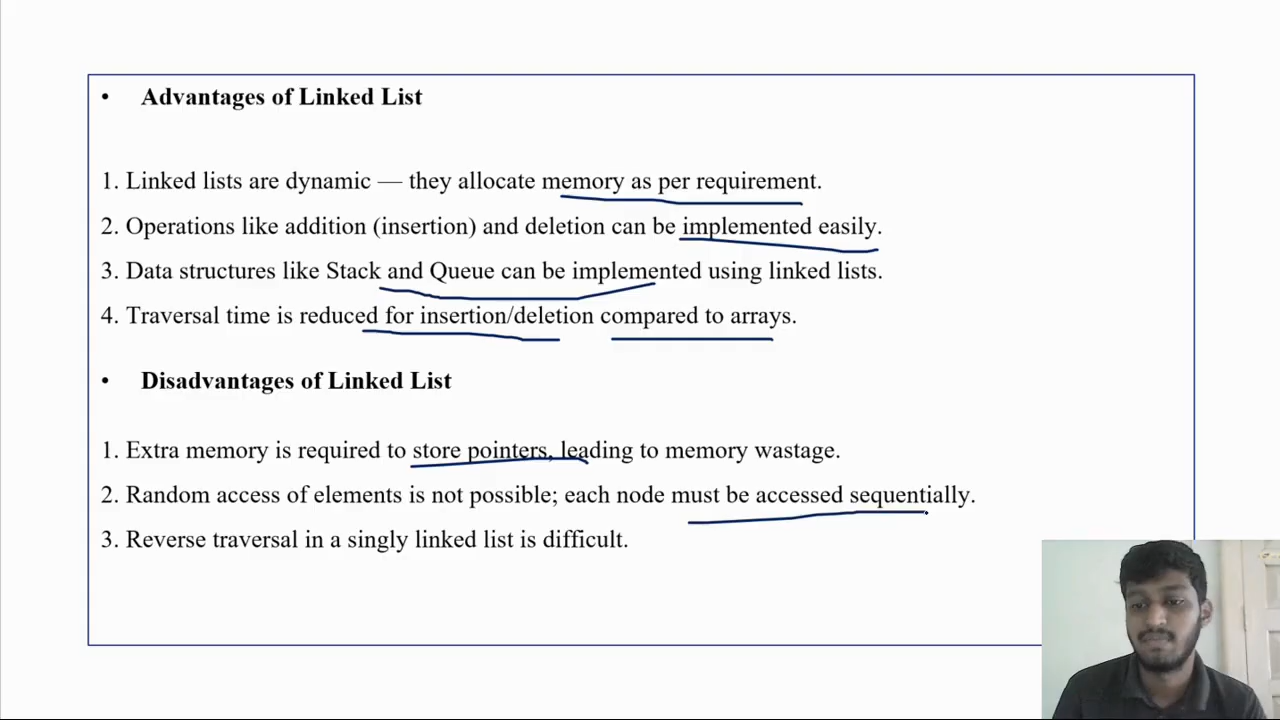 • Advantages of Linked List
1. Linked lists are dynamic — they allocate memory as per requirement.
2. Operations like addition (insertion) and deletion can be implemented easily.
3. Data structures like Stack and Queue can be implemented using linked lists.
4. Traversal time is reduced for insertion/deletion compared to arrays.
• Disadvantages of Linked List
1. Extra memory is required to store pointers, leading to memory wastage.
2. Random access of elements is not possible; each node must be accessed sequentially.
3. Reverse traversal in a singly linked list is difficult.